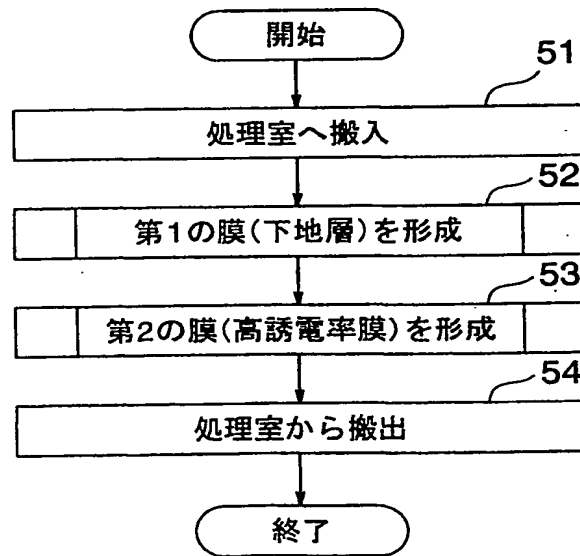 開始
51
処理室へ搬入
52
第1の膜(下地層)を形成
53
第2の膜(高誘電率膜)を形成
54
処理室から搬出
終了